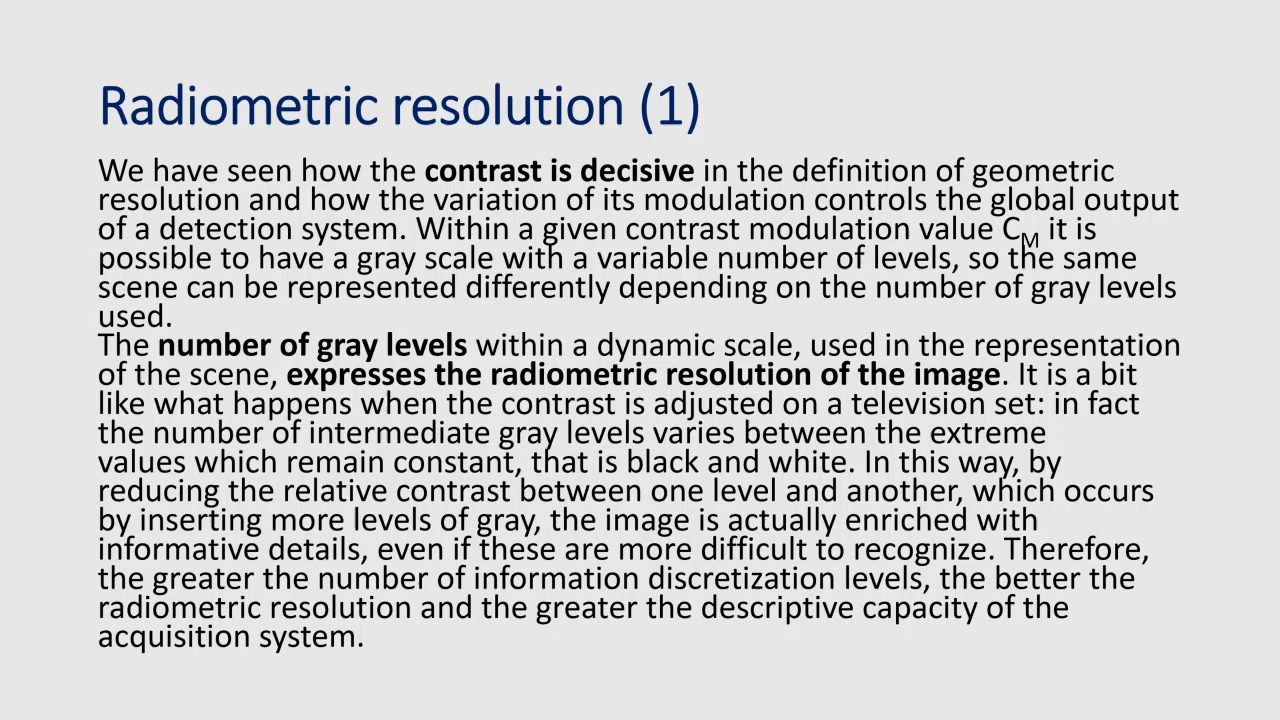 Radiometric resolution (1)
We have seen how the contrast is decisive in the definition of geometric
resolution and how the variation of its modulation controls the global output
of a detection system. Within a given contrast modulation value CM it is
possible to have a gray scale with a variable number of levels, so the same
scene can be represented differently depending on the number of gray levels
used.
The number of gray levels within a dynamic scale, used in the representation
of the scene, expresses the radiometric resolution of the image. It is a bit
like what happens when the contrast is adjusted on a television set: in fact
the number of intermediate gray levels varies between the extreme
values which remain constant, that is black and white. In this way, by
reducing the relative contrast between one level and another, which occurs
by inserting more levels of gray, the image is actually enriched with
informative details, even if these are more difficult to recognize. Therefore,
the greater the number of information discretization levels, the better the
radiometric resolution and the greater the descriptive capacity of the
acquisition system.